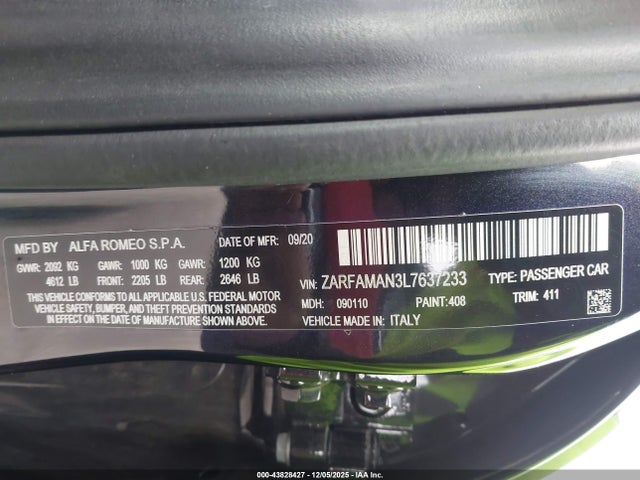 MFD BY ALFA ROMEO S.P.A. DATE OF MFR: 09/20
GVWR: 2092 KG GAWR: 1000 KG GAWR: 1200 KG
4612 LB FRONT: 2205 LB REAR: 2646 LB
THIS VEHICLE CONFORMS TO ALL APPLICABLE U.S. FEDERAL MOTOR
VEHICLE SAFETY, BUMPER, AND THEFT PREVENTION STANDARDS
IN EFFECT ON THE DATE OF MANUFACTURE SHOWN ABOVE.
VIN: ZARFAMAN3L7637233 TYPE: PASSENGER CAR
MDH: 090110 PAINT: 408 TRIM: 411
VEHICLE MADE IN: ITALY
000-43828427 - 12/05/2025 - IAA Inc.